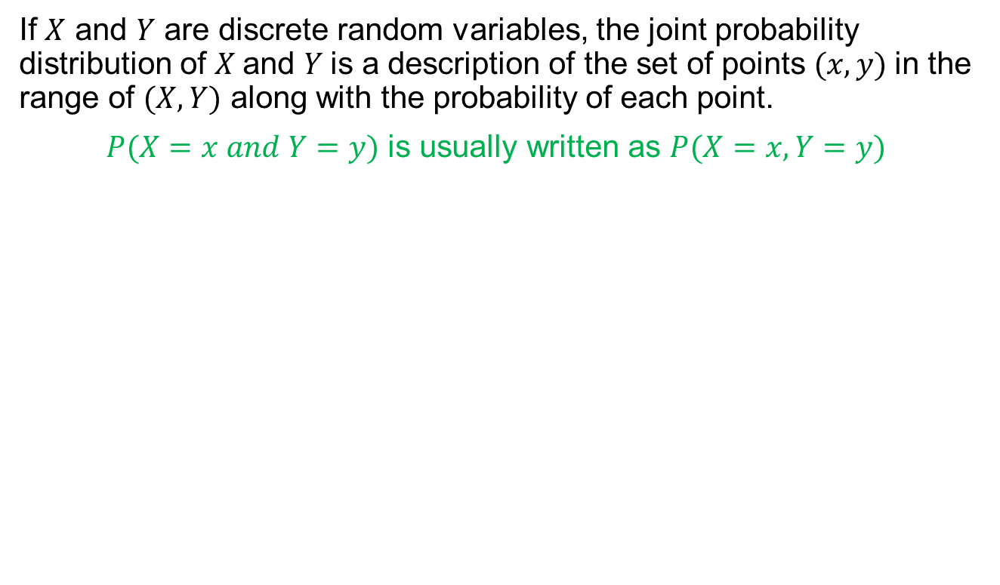 If X and Y are discrete random variables, the joint probability
distribution of X and Y is a description of the set of points (x, y) in the
range of (X, Y) along with the probability of each point.
P(X = x and Y = y) is usually written as P(X = x, Y = y)